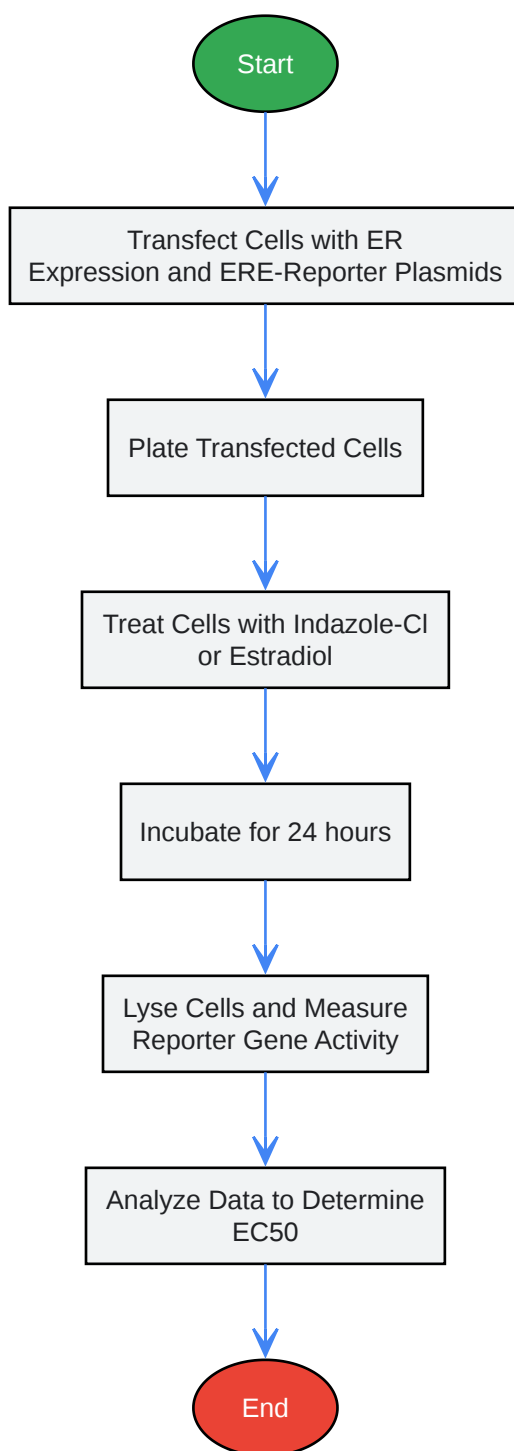 Start
Transfect Cells with ER
Expression and ERE-Reporter Plasmids
Plate Transfected Cells
Treat Cells with Indazole-Cl
or Estradiol
Incubate for 24 hours
Lyse Cells and Measure
Reporter Gene Activity
Analyze Data to Determine
EC50
End